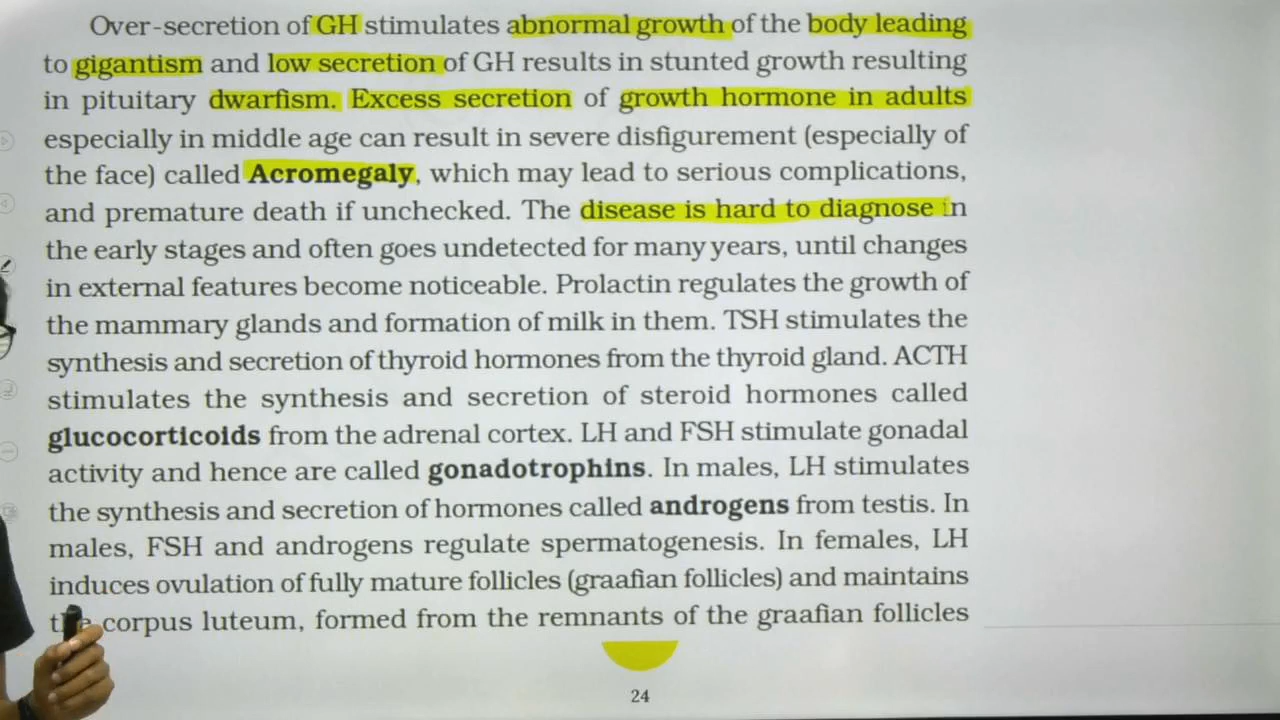 Over-secretion of GH stimulates abnormal growth of the body leading
to gigantism and low secretion of GH results in stunted growth resulting
in pituitary dwarfism. Excess secretion of growth hormone in adults
especially in middle age can result in severe disfigurement (especially of
the face) called Acromegaly, which may lead to serious complications,
and premature death if unchecked. The disease is hard to diagnose in
the early stages and often goes undetected for many years, until changes
in external features become noticeable. Prolactin regulates the growth of
the mammary glands and formation of milk in them. TSH stimulates the
synthesis and secretion of thyroid hormones from the thyroid gland. ACTH
stimulates the synthesis and secretion of steroid hormones called
glucocorticoids from the adrenal cortex. LH and FSH stimulate gonadal
activity and hence are called gonadotrophins. In males, LH stimulates
the synthesis and secretion of hormones called androgens from testis. In
males, FSH and androgens regulate spermatogenesis. In females, LH
induces ovulation of fully mature follicles (graafian follicles) and maintains
the corpus luteum, formed from the remnants of the graafian follicles
24